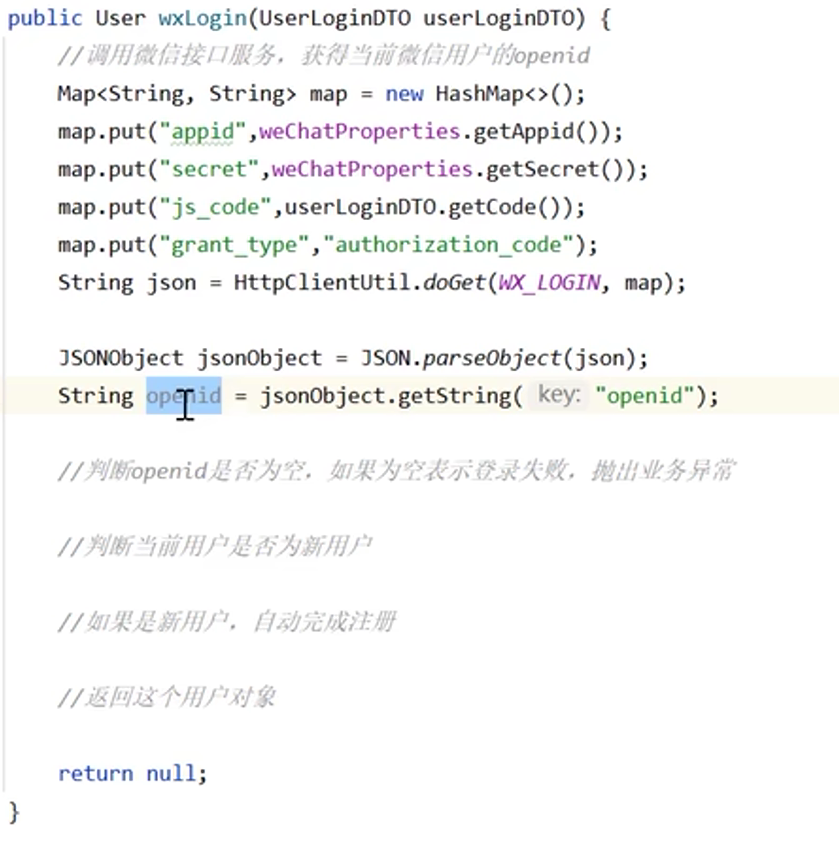 public User wxLogin(UserLoginDTO userLoginDTO) {
//调用微信接口服务，获得当前微信用户的openid
Map<String, String> map = new HashMap<>();
map.put("appid",weChatProperties.getAppid());
map.put("secret",weChatProperties.getSecret());
map.put("js_code",userLoginDTO.getCode());
map.put("grant_type","authorization_code");
String json = HttpClientUtil.doGet(WX_LOGIN, map);
JSONObject jsonObject = JSON.parseObject(json);
String openid = jsonObject.getString( key: "openid");
//判断openid是否为空，如果为空表示登录失败，抛出业务异常
//判断当前用户是否为新用户
//如果是新用户，自动完成注册
//返回这个用户对象
return null;
}